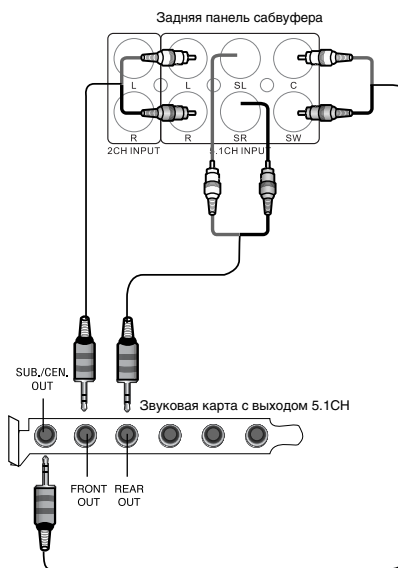 Задняя панель сабвуфера
L L SL C
R R SR SW
2CH INPUT 5.1CH INPUT
SUB./CEN. OUT
Звуковая карта с выходом 5.1CH
FRONT OUT
REAR OUT